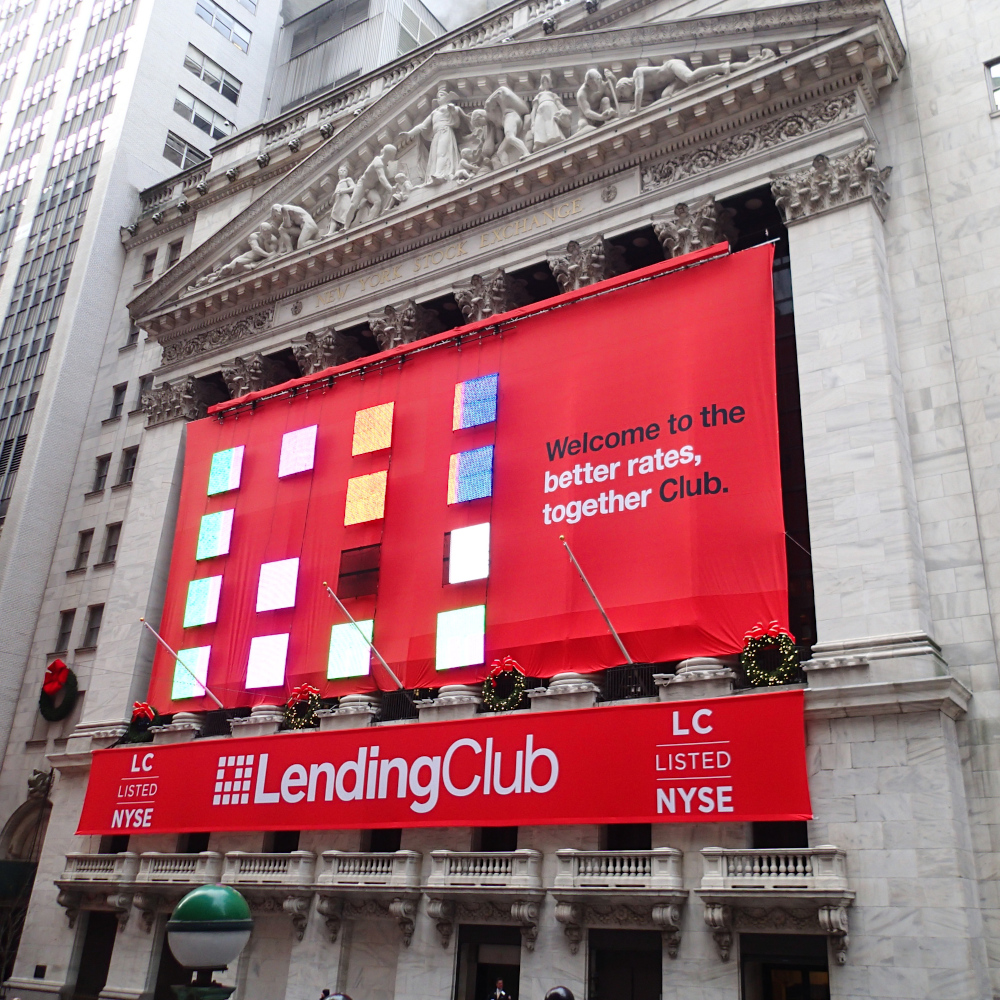 NEW YORK STOCK EXCHANGE
Welcome to the
better rates,
together Club.
LC
LISTED
NYSE
LendingClub
LC
LISTED
NYSE